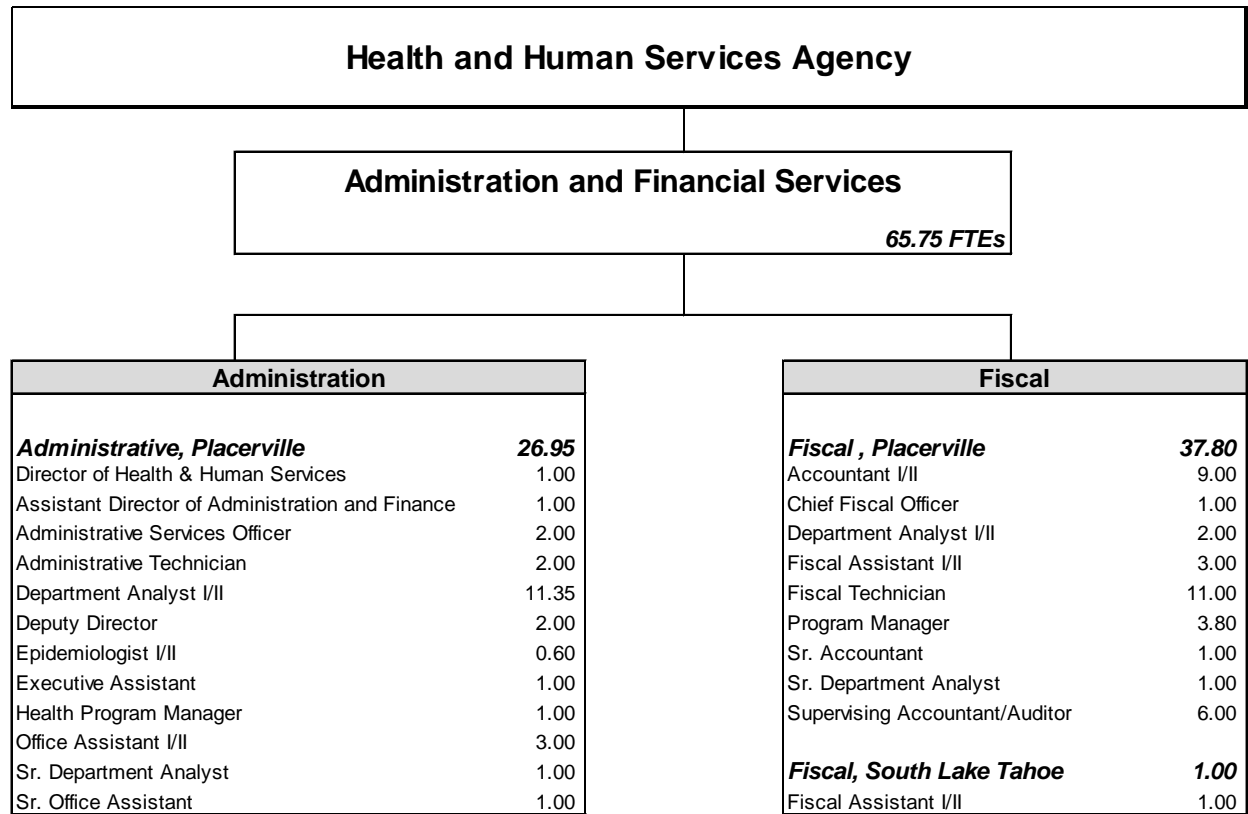 Health and Human Services Agency
Administration and Financial Services
65.75 FTEs
Administration
Administrative, Placerville 26.95
Director of Health & Human Services 1.00
Assistant Director of Administration and Finance 1.00
Administrative Services Officer 2.00
Administrative Technician 2.00
Department Analyst I/II 11.35
Deputy Director 2.00
Epidemiologist I/II 0.60
Executive Assistant 1.00
Health Program Manager 1.00
Office Assistant I/II 3.00
Sr. Department Analyst 1.00
Sr. Office Assistant 1.00
Fiscal
Fiscal , Placerville 37.80
Accountant I/II 9.00
Chief Fiscal Officer 1.00
Department Analyst I/II 2.00
Fiscal Assistant I/II 3.00
Fiscal Technician 11.00
Program Manager 3.80
Sr. Accountant 1.00
Sr. Department Analyst 1.00
Supervising Accountant/Auditor 6.00
Fiscal, South Lake Tahoe 1.00
Fiscal Assistant I/II 1.00